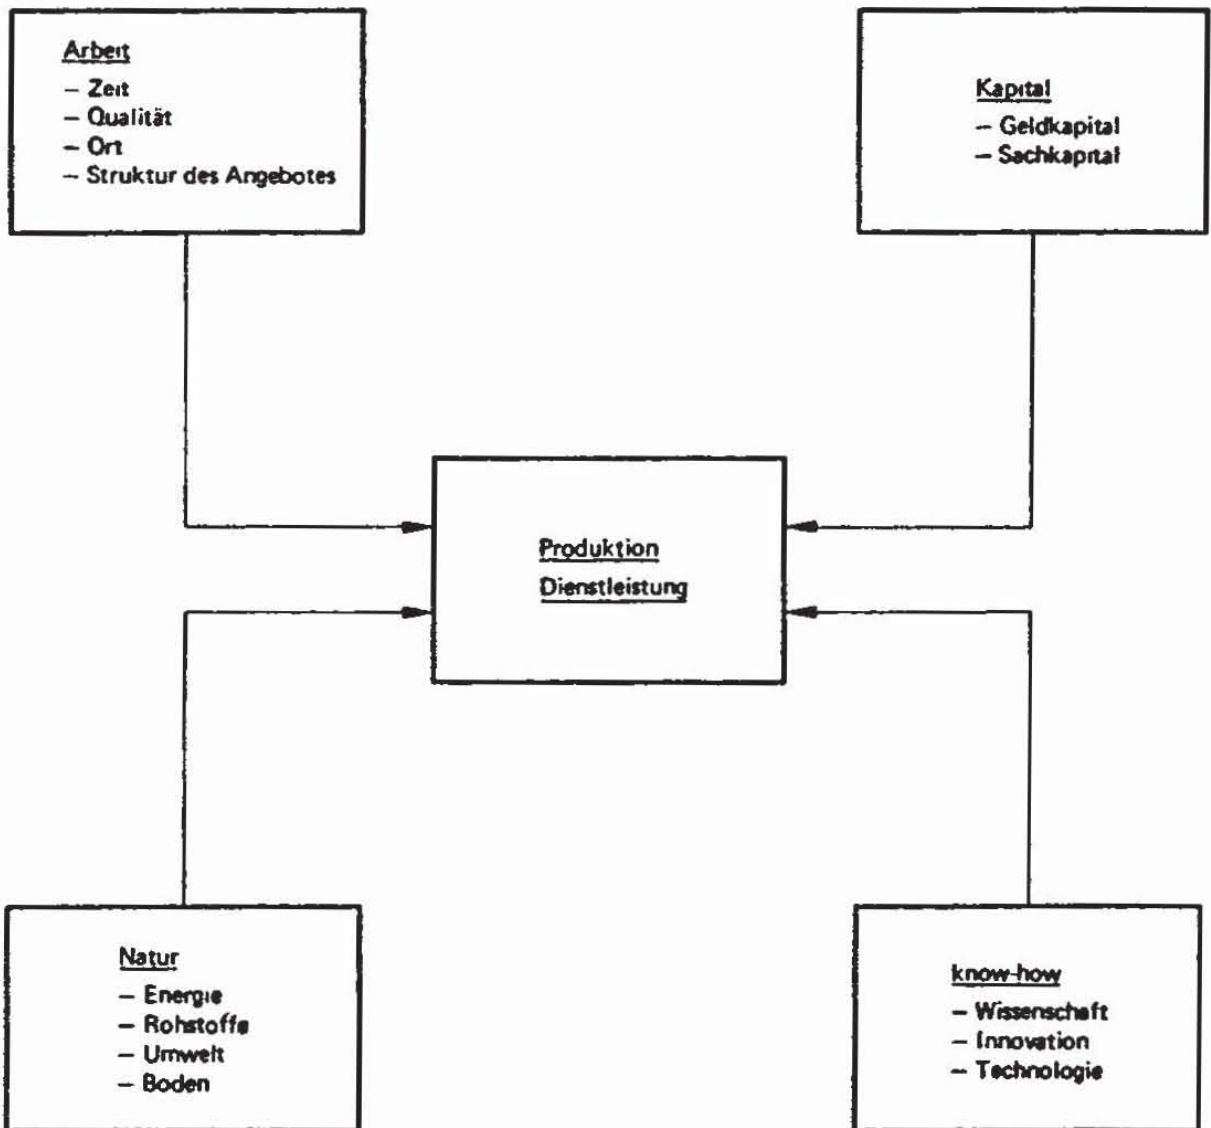 Arbeit
– Zeit
– Qualität
– Ort
– Struktur des Angebotes
Kapital
– Geldkapital
– Sachkapital
Produktion
Dienstleistung
Natur
– Energie
– Rohstoffe
– Umwelt
– Boden
know-how
– Wissenschaft
– Innovation
– Technologie